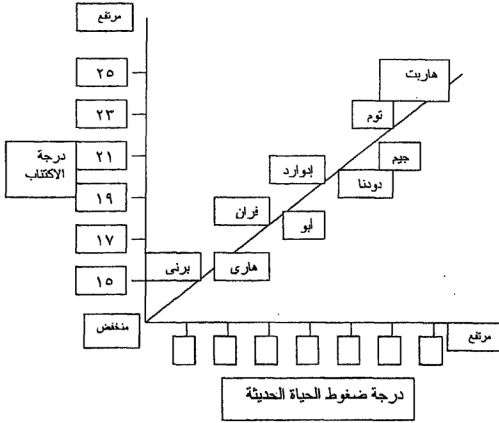 مرتفع
٢٥
هاربت
٢٣
توم
٢١
درجة
الاكتئاب
جيم
إدوارد
دودنا
١٩
فران
أبو
١٧
برنى
هارى
١٥
منخفض
مرتفع
درجة ضغوط الحياة الحديثة